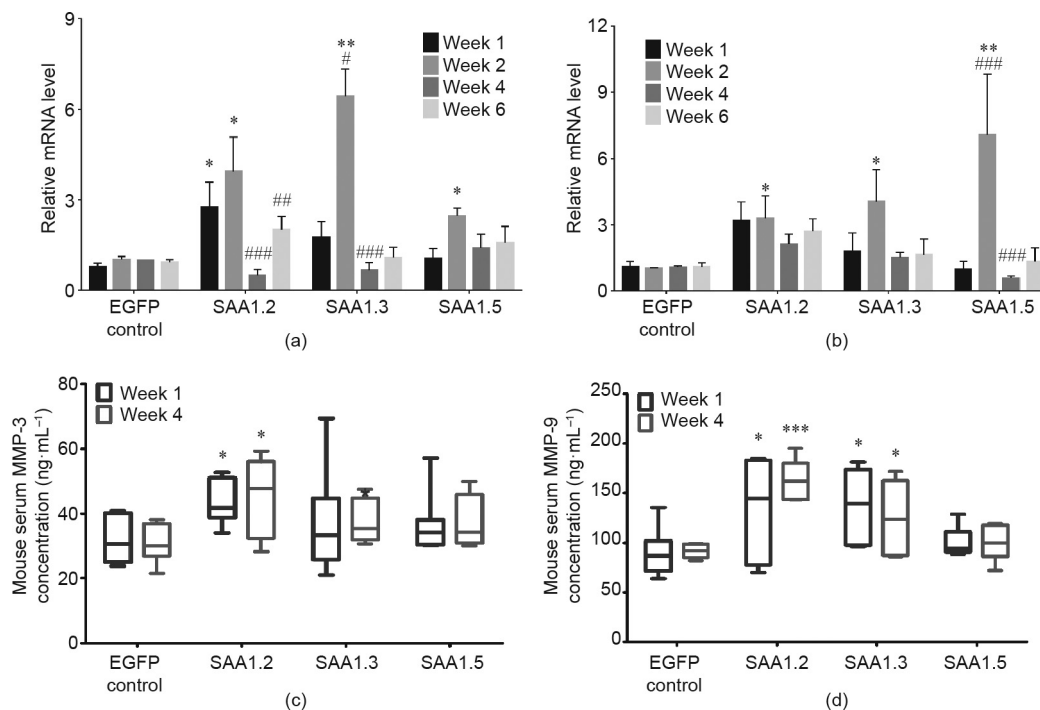 9
6
3
0
Relative mRNA level
Week 1
Week 2
Week 4
Week 6
*
*
###
##
**
#
###
*
EGFP
control
SAA1.2
SAA1.3
SAA1.5
(a)
12
9
6
3
0
Relative mRNA level
Week 1
Week 2
Week 4
Week 6
*
*
**
###
###
EGFP
control
SAA1.2
SAA1.3
SAA1.5
(b)
80
60
40
20
0
Mouse serum MMP-3
concentration (ng·mL⁻¹)
Week 1
Week 4
*
*
EGFP
control
SAA1.2
SAA1.3
SAA1.5
(c)
250
200
150
100
50
0
Mouse serum MMP-9
concentration (ng·mL⁻¹)
Week 1
Week 4
*
***
*
*
EGFP
control
SAA1.2
SAA1.3
SAA1.5
(d)